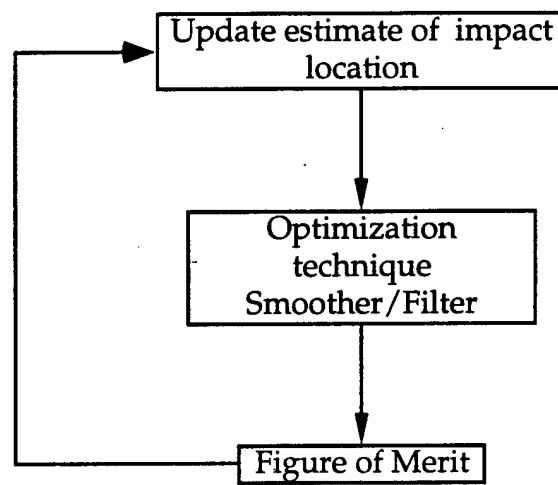 Update estimate of impact
location
Optimization
technique
Smoother/Filter
Figure of Merit